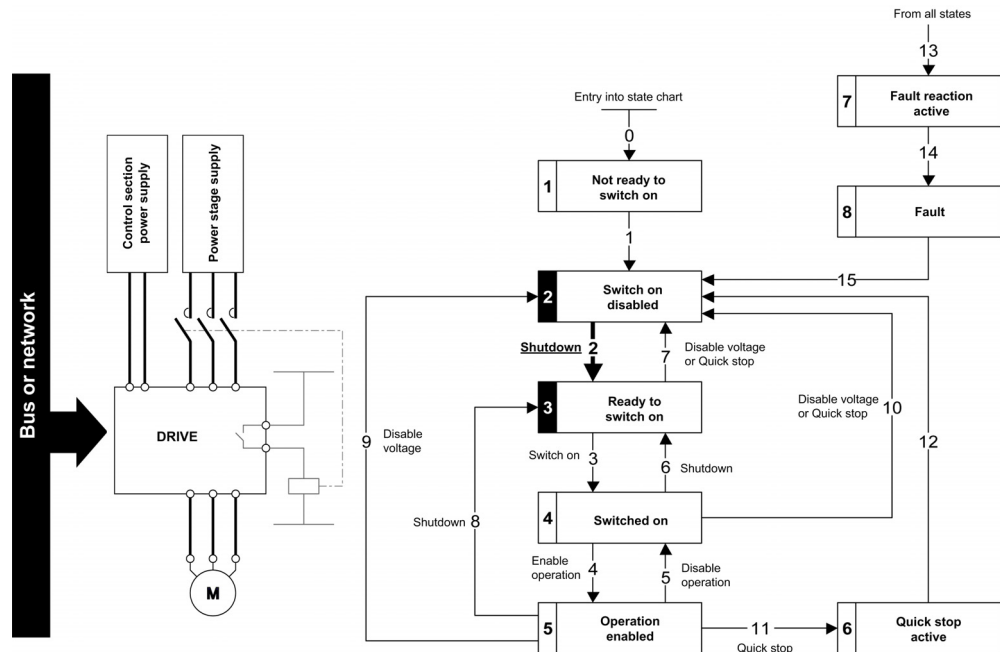 From all states
13
7
Fault reaction
active
14
8
Fault
15
Entry into state chart
0
1
Not ready to
switch on
1
2
Switch on
disabled
Shutdown 2
7
Disable voltage
or Quick stop
3
Ready to
switch on
Switch on 3
6 Shutdown
4
Switched on
Enable
operation 4
5 Disable
operation
5
Operation
enabled
11
Quick stop
6
Quick stop
active
Disable voltage
or Quick stop 10
12
9 Disable
voltage
Shutdown 8
Bus or network
Control section
power supply
Power stage supply
DRIVE
M